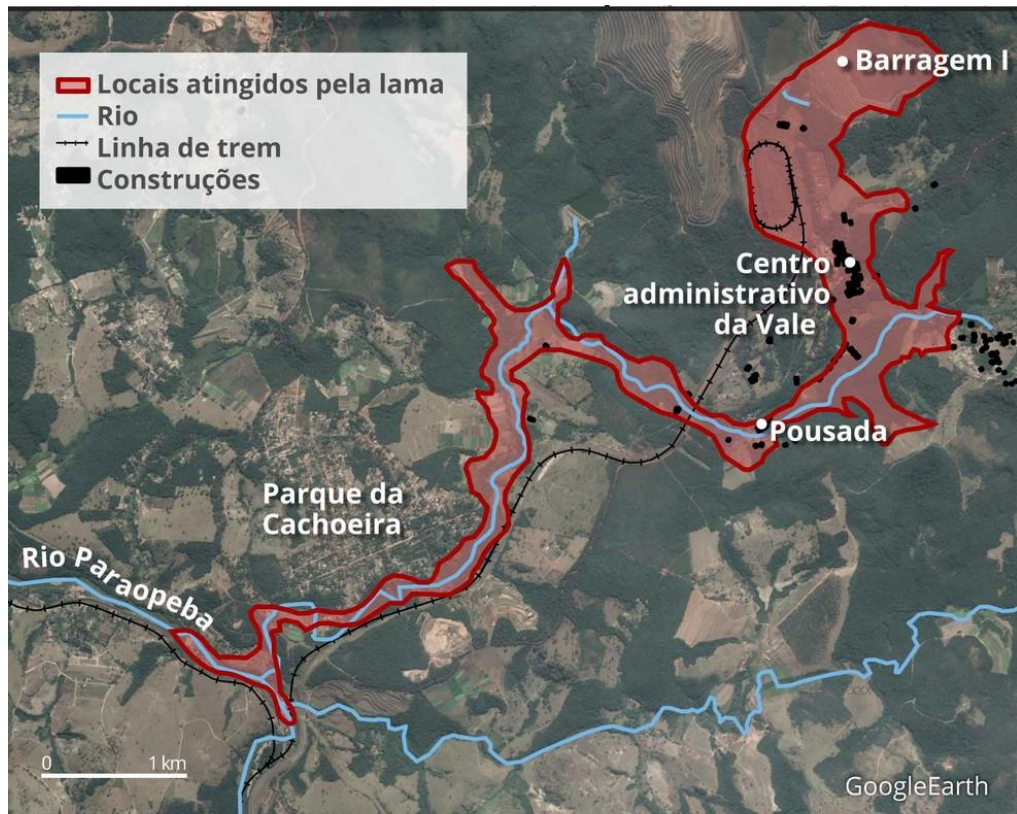 Locais atingidos pela lama
Rio
Linha de trem
Construções
Barragem I
Centro
administrativo
da Vale
Pousada
Parque da
Cachoeira
Rio Paraopeba
0 1 km
GoogleEarth